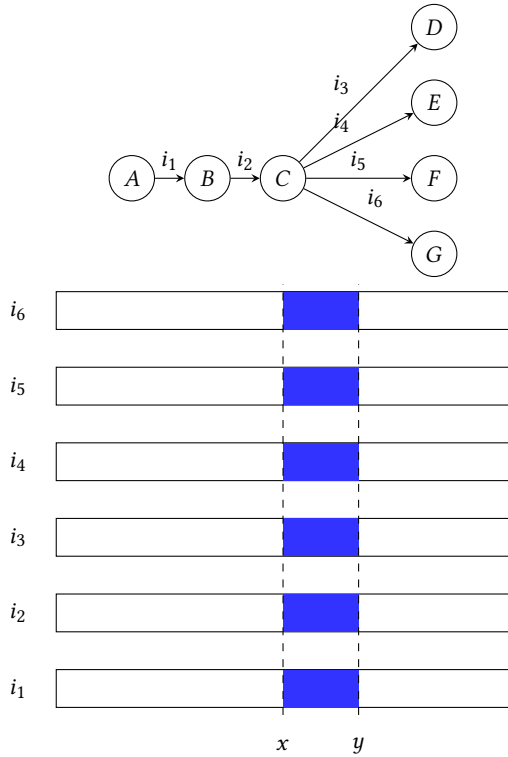 D
i₃
E
i₄
i₁ i₂ i₅
A B C F
i₆
G
i₆
i₅
i₄
i₃
i₂
i₁
x y